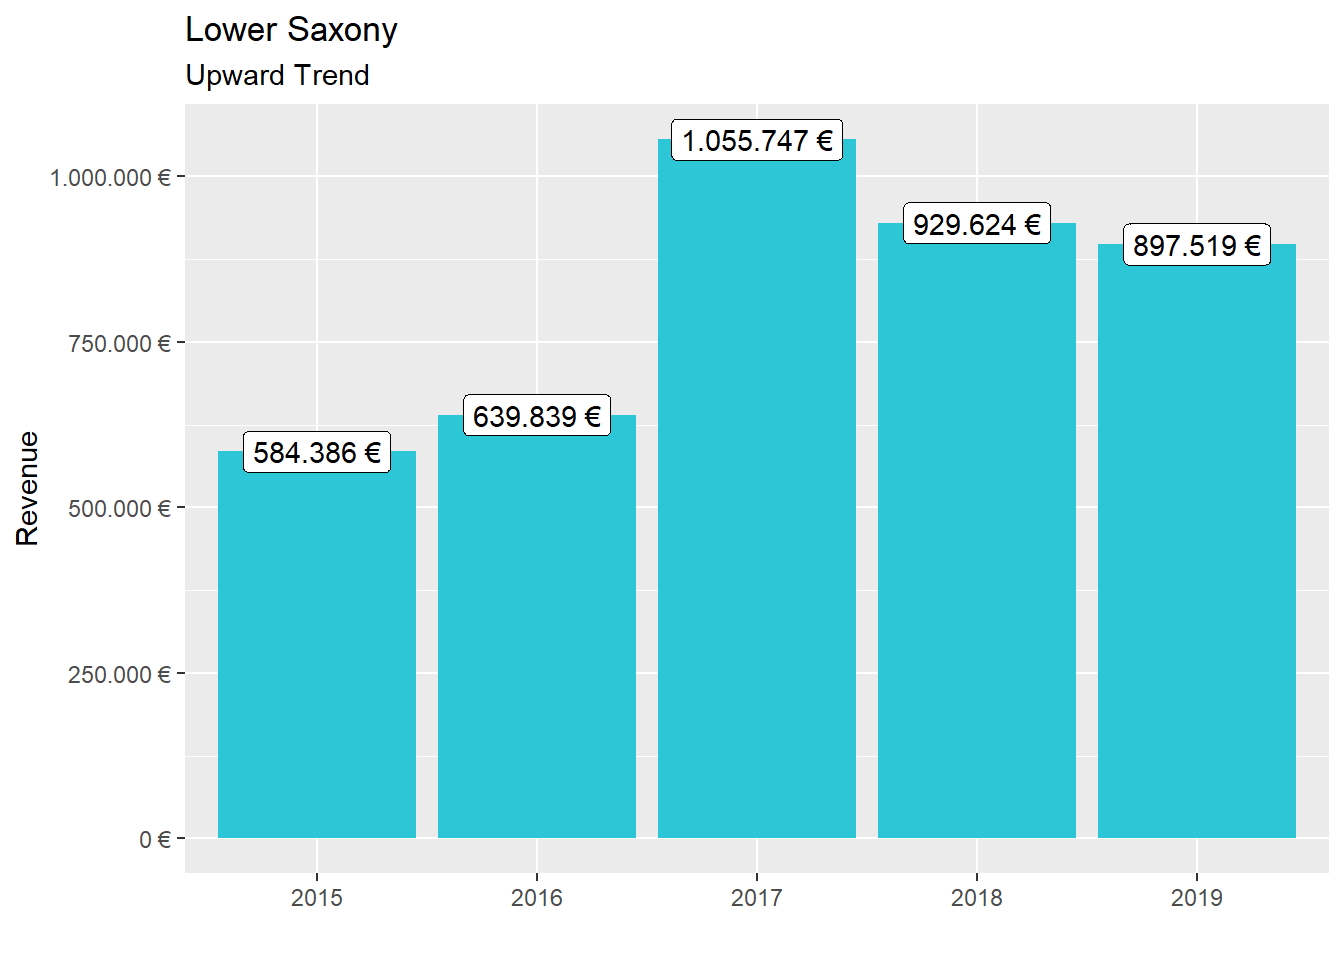 Lower Saxony
Upward Trend
1.055.747 €
929.624 €
897.519 €
639.839 €
584.386 €
1.000.000 €
750.000 €
500.000 €
250.000 €
0 €
Revenue
2015 2016 2017 2018 2019